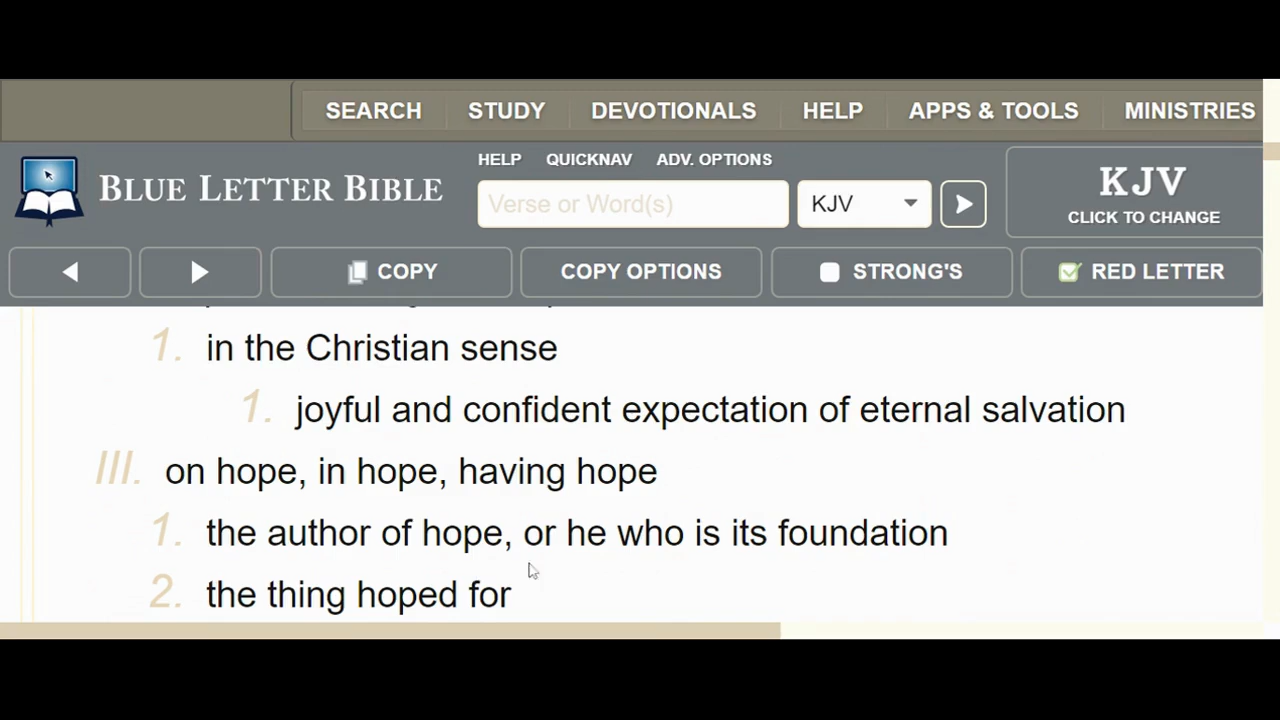 SEARCH STUDY DEVOTIONALS HELP APPS & TOOLS MINISTRIES
HELP QUICKNAV ADV. OPTIONS
BLUE LETTER BIBLE Verse or Word(s) KJV KJV
CLICK TO CHANGE
COPY COPY OPTIONS STRONG'S RED LETTER
1. in the Christian sense
1. joyful and confident expectation of eternal salvation
III. on hope, in hope, having hope
1. the author of hope, or he who is its foundation
2. the thing hoped for